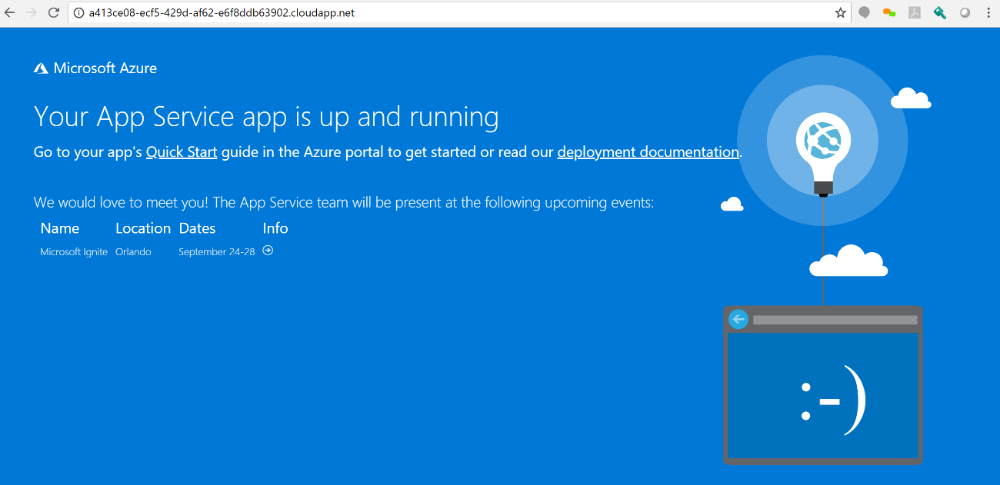 a413ce08-ecf5-429d-af62-e6f8ddb63902.cloudapp.net
Microsoft Azure
Your App Service app is up and running
Go to your app's Quick Start guide in the Azure portal to get started or read our deployment documentation.
We would love to meet you! The App Service team will be present at the following upcoming events:
Name Location Dates Info
Microsoft Ignite Orlando September 24-28
:-)